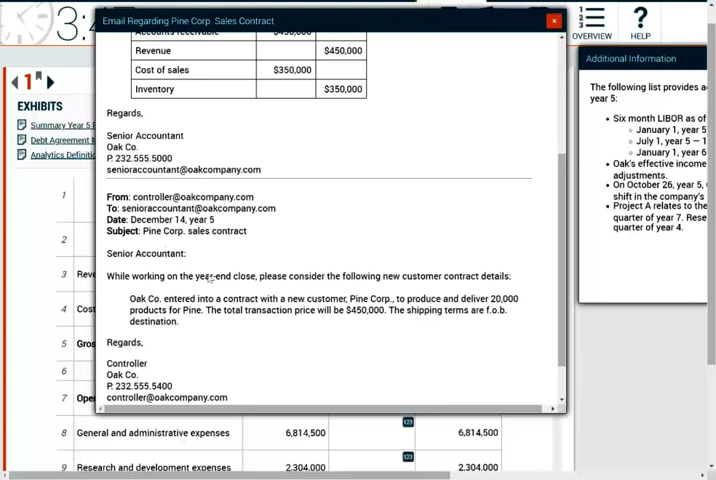 Email Regarding Pine Corp. Sales Contract
Accounts receivable $450,000
Revenue $450,000
Cost of sales $350,000
Inventory $350,000
Regards,
Senior Accountant
Oak Co.
P. 232.555.5000
senioraccountant@oakcompany.com
From: controller@oakcompany.com
To: senioraccountant@oakcompany.com
Date: December 14, year 5
Subject: Pine Corp. sales contract
Senior Accountant:
While working on the year-end close, please consider the following new customer contract details:
Oak Co. entered into a contract with a new customer, Pine Corp., to produce and deliver 20,000
products for Pine. The total transaction price will be $450,000. The shipping terms are f.o.b.
destination.
Regards,
Controller
Oak Co.
P. 232.555.5400
controller@oakcompany.com
1
2
3
OVERVIEW
?
HELP
1
EXHIBITS
Summary Year 5
Debt Agreement
Analytics Definiti
1
2
3 Reve
4 Cost
5 Gros
6
7 Oper
8 General and administrative expenses 6,814,500 123 6,814,500
9 Research and development expenses 2,304,000 123 2,304,000
Additional Information
The following list provides a
year 5:
Six month LIBOR as of
January 1, year 5
July 1, year 5 – 1
January 1, year 6
Oak's effective income
adjustments.
On October 26, year 5,
shift in the company's
Project A relates to the
quarter of year 7. Rese
quarter of year 4.